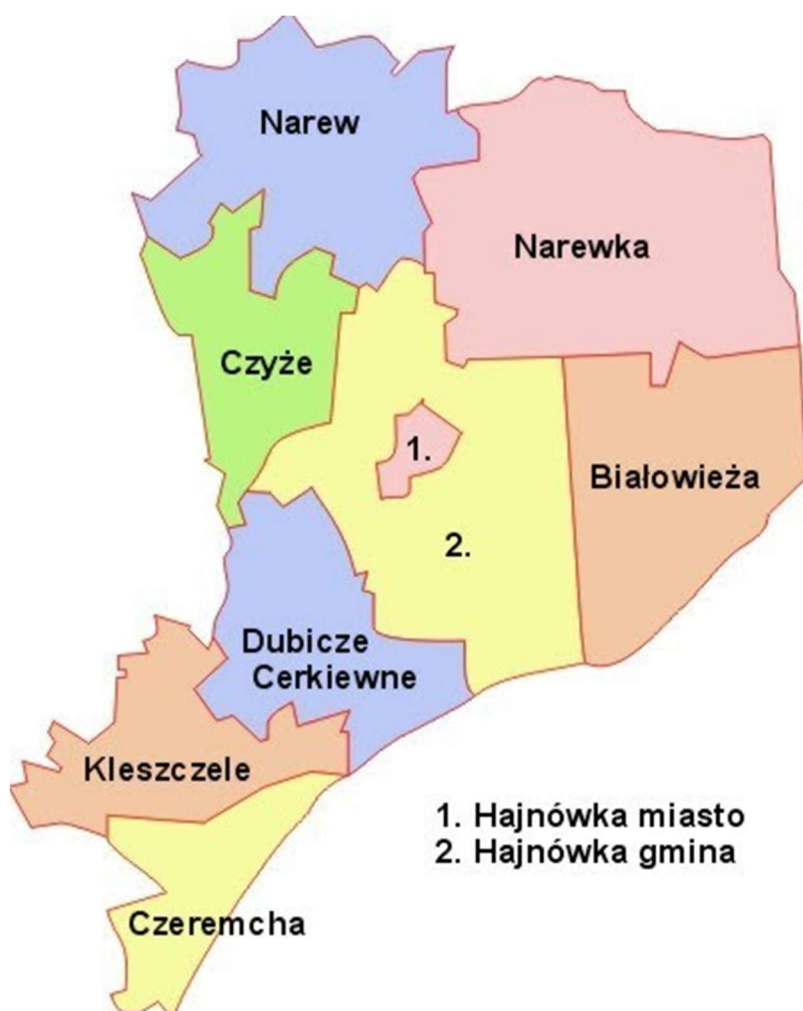 Narew
Narewka
Czyże
1.
Białowieża
2.
Dubicze
Cerkiewne
Kleszczele
1. Hajnówka miasto
2. Hajnówka gmina
Czeremcha